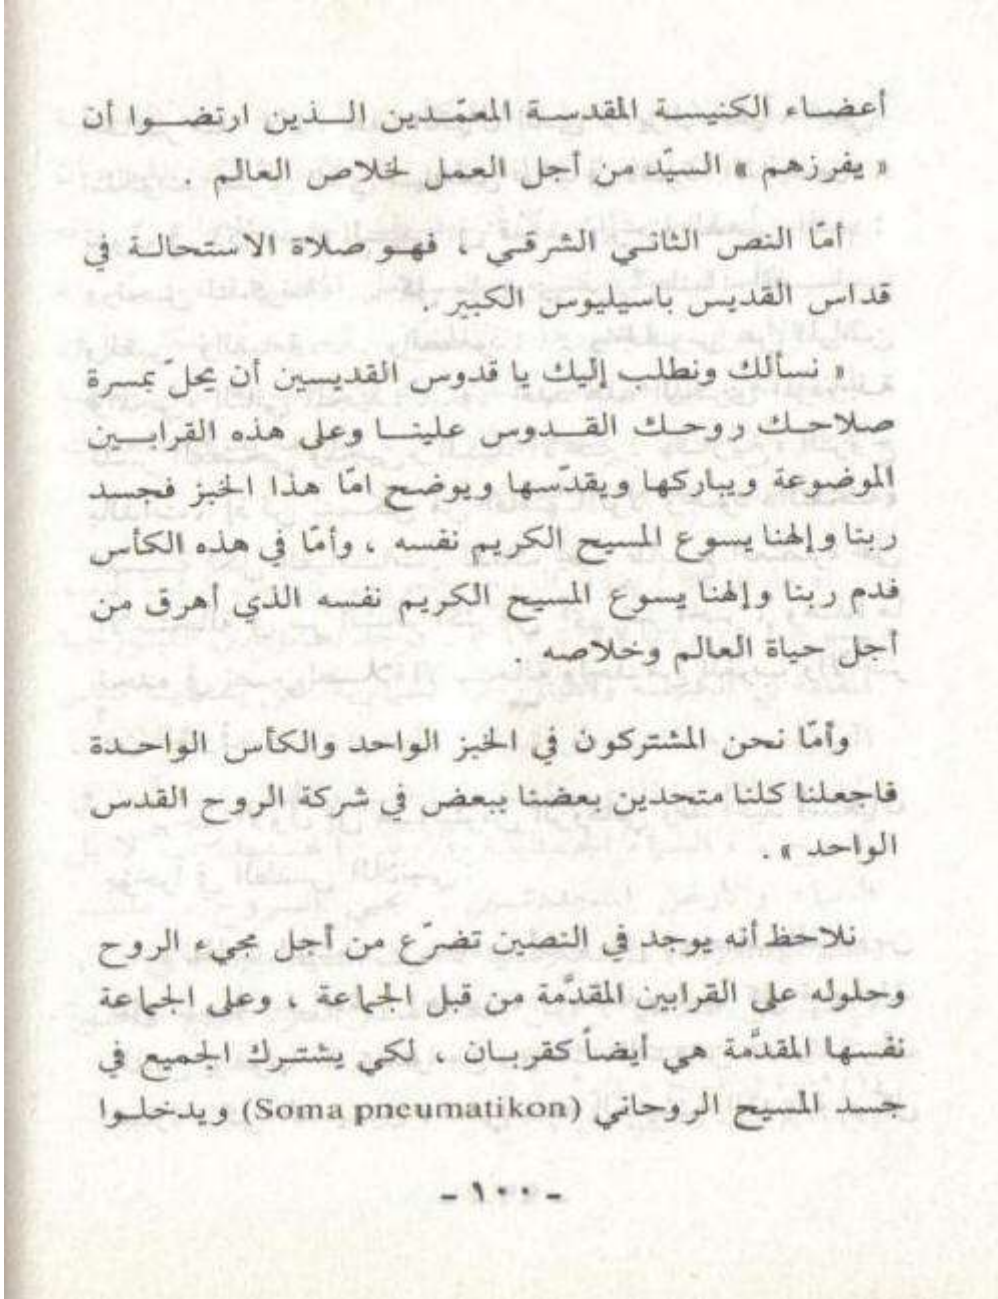 أعضاء الكنيسة المقدسة المعمّدين الذين ارتضوا أن
« يفرزهم » السيّد من أجل العمل لخلاص العالم .
أمّا النص الثاني الشرقي ، فهو صلاة الاستحالة في
قداس القديس باسيليوس الكبير .
« نسألك ونطلب إليك يا قدوس القديسين أن يحلّ بمسرة
صلاحك روحك القدوس علينا وعلى هذه القرابين
الموضوعة ويباركها ويقدّسها ويوضح امّا هذا الخبز فجسد
ربنا وإلهنا يسوع المسيح الكريم نفسه ، وأمّا في هذه الكأس
فدم ربنا وإلهنا يسوع المسيح الكريم نفسه الذي أهرق من
أجل حياة العالم وخلاصه .
وأمّا نحن المشتركون في الخبز الواحد والكأس الواحدة
فاجعلنا كلنا متحدين بعضنا ببعض في شركة الروح القدس
الواحد » .
نلاحظ أنه يوجد في النصين تضرّع من أجل مجيء الروح
وحلوله على القرابين المقدَّمة من قبل الجماعة ، وعلى الجماعة
نفسها المقدَّمة هي أيضاً كقربان ، لكي يشترك الجميع في
جسد المسيح الروحاني (Soma pneumatikon) ويدخلوا
- ١٠٠ -